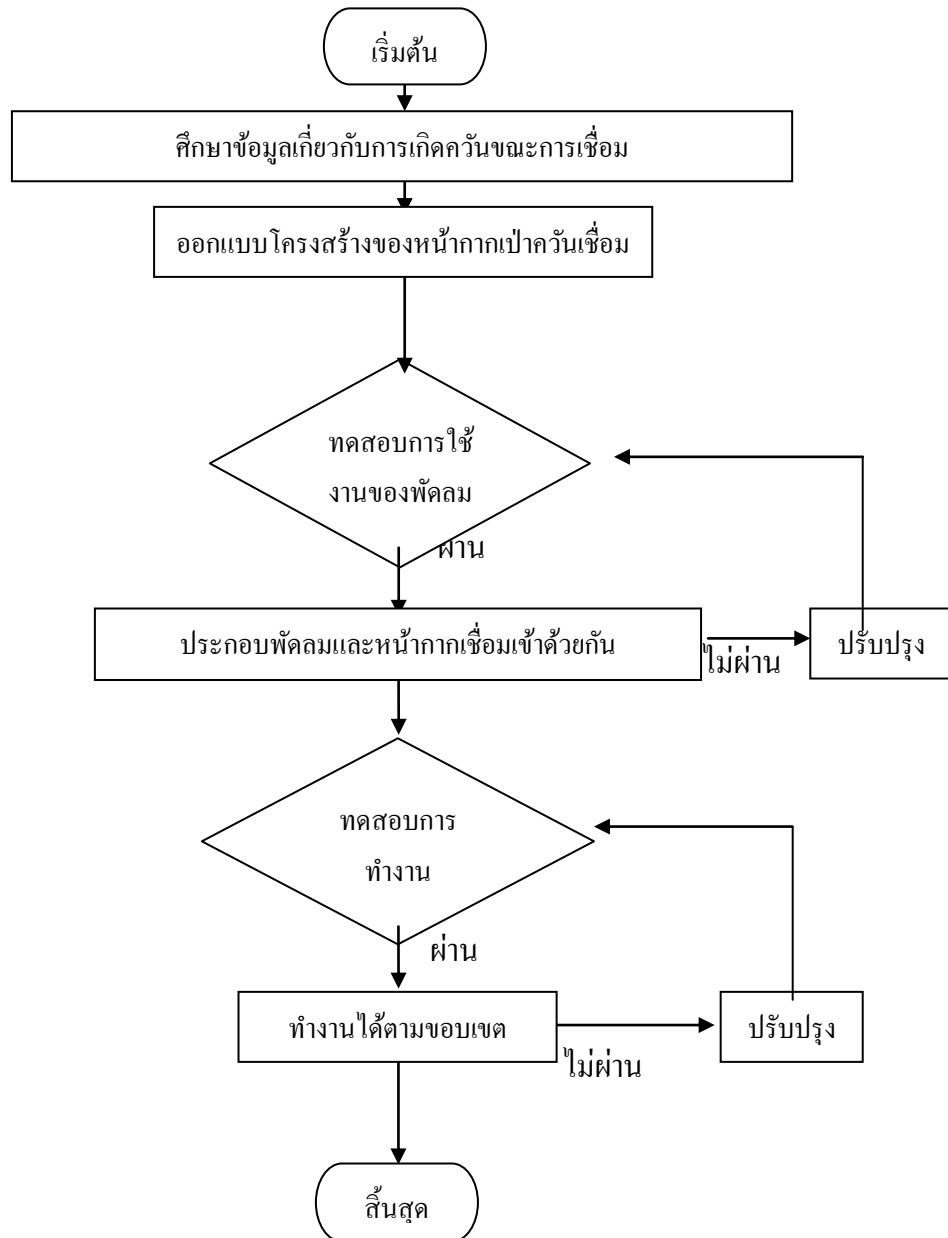 เริ่มต้น
ศึกษาข้อมูลเกี่ยวกับการเกิดควันขณะการเชื่อม
ออกแบบโครงสร้างของหน้ากากเป่าควันเชื่อม
ทดสอบการใช้
งานของพัดลม
ผ่าน
ประกอบพัดลมและหน้ากากเชื่อมเข้าด้วยกัน
ไม่ผ่าน
ปรับปรุง
ทดสอบการ
ทำงาน
ผ่าน
ทำงานได้ตามขอบเขต
ไม่ผ่าน
ปรับปรุง
สิ้นสุด